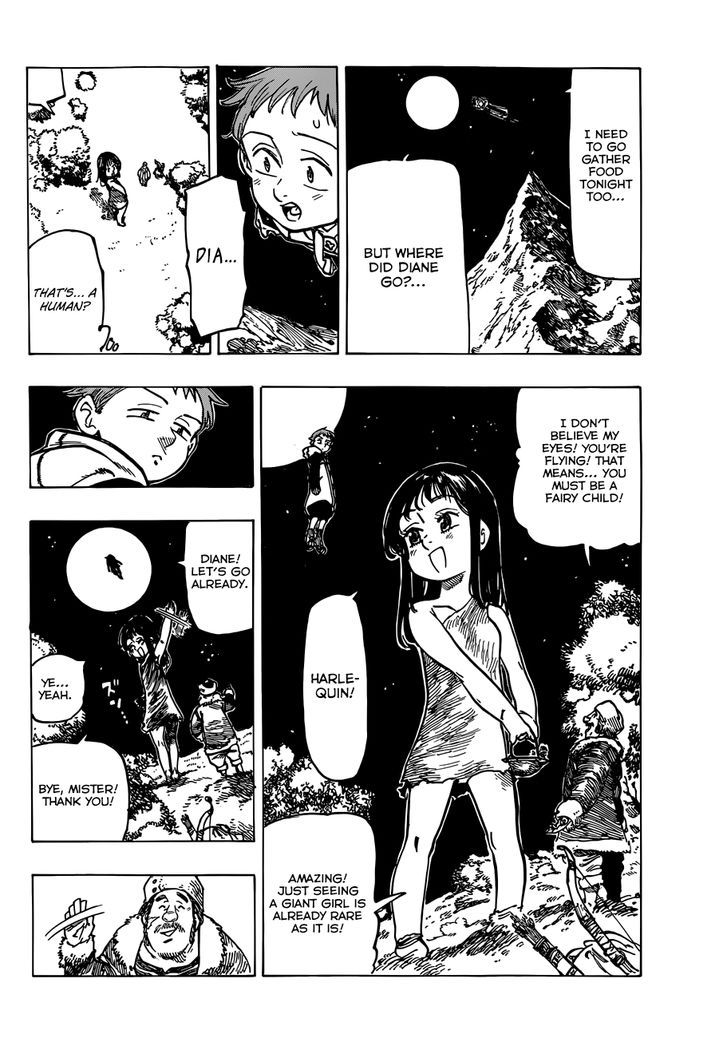 I NEED
TO GO
GATHER
FOOD
TONIGHT
TOO...
BUT WHERE
DID DIANE
GO?...
DIA...
THAT'S... A
HUMAN?
I DON'T
BELIEVE MY
EYES! YOU'RE
FLYING! THAT
MEANS... YOU
MUST BE A
FAIRY CHILD!
HARLE-
QUIN!
AMAZING!
JUST SEEING
A GIANT GIRL IS
ALREADY RARE
AS IT IS!
DIANE!
LET'S GO
ALREADY.
YE...
YEAH.
BYE, MISTER!
THANK YOU!